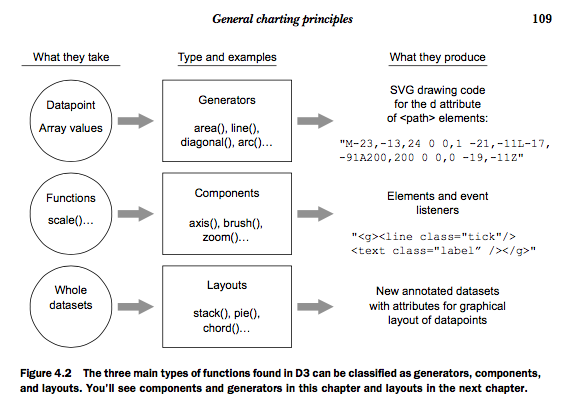 General charting principles 109
What they take Type and examples What they produce
Datapoint
Array values
Generators
area(), line(),
diagonal(), arc()...
SVG drawing code
for the d attribute
of <path> elements:
"M-23,-13,24 0 0,1 -21,-11L-17,
-91A200,200 0 0,0 -19,-11Z"
Functions
scale()...
Components
axis(), brush(),
zoom()...
Elements and event
listeners
"<g><line class="tick"/>
<text class="label” /></g>"
Whole
datasets
Layouts
stack(), pie(),
chord()...
New annotated datasets
with attributes for graphical
layout of datapoints
Figure 4.2 The three main types of functions found in D3 can be classified as generators, components,
and layouts. You'll see components and generators in this chapter and layouts in the next chapter.